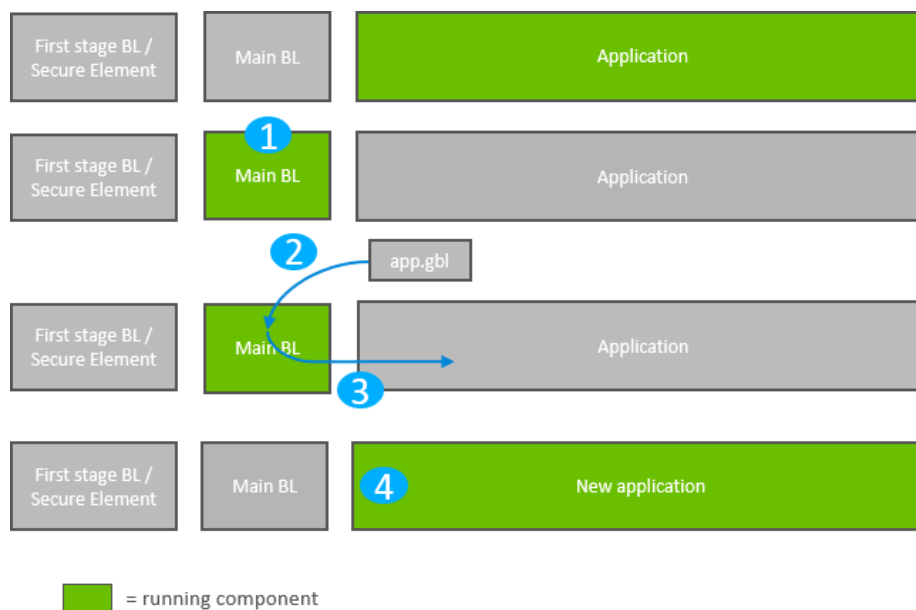 First stage BL /
Secure Element
Main BL
Application
1
First stage BL /
Secure Element
Main BL
Application
2
app.gbl
First stage BL /
Secure Element
Main BL
Application
3
First stage BL /
Secure Element
Main BL
4
New application
= running component